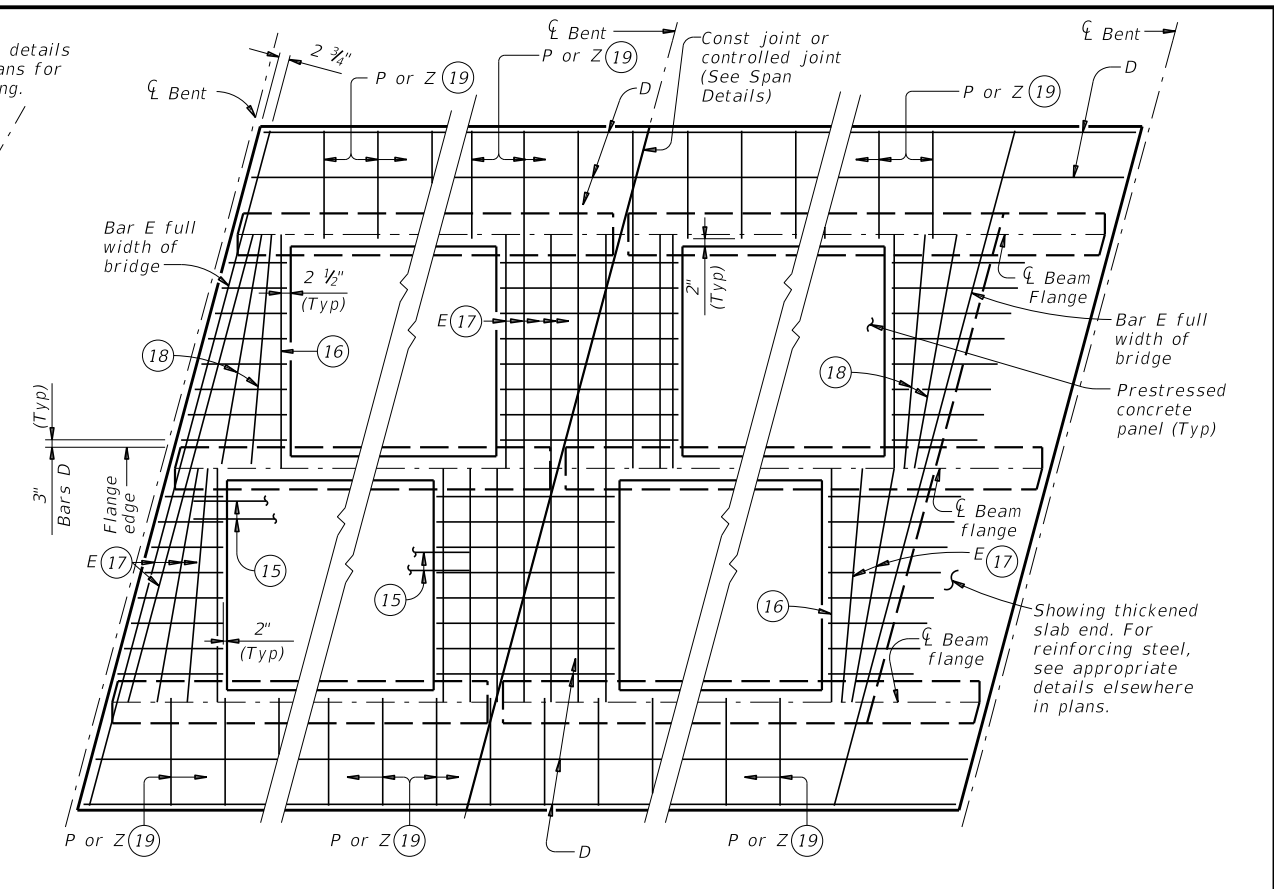 details
ans for
ng.
2 ¾"
℄ Bent
P or Z 19
℄ Bent
P or Z 19
D
Const joint or
controlled joint
(See Span
Details)
℄ Bent
D
P or Z 19
Bar E full
width of
bridge
2 ½"
(Typ)
E 17
2"
(Typ)
℄ Beam
Flange
Bar E full
width of
bridge
18
16
18
Prestressed
concrete
panel (Typ)
(Typ)
3"
Bars D
Flange
edge
℄ Beam
flange
E 17
15
15
E 17
16
2"
(Typ)
℄ Beam
flange
Showing thickened
slab end. For
reinforcing steel,
see appropriate
details elsewhere
in plans.
P or Z 19
P or Z 19
D
P or Z 19